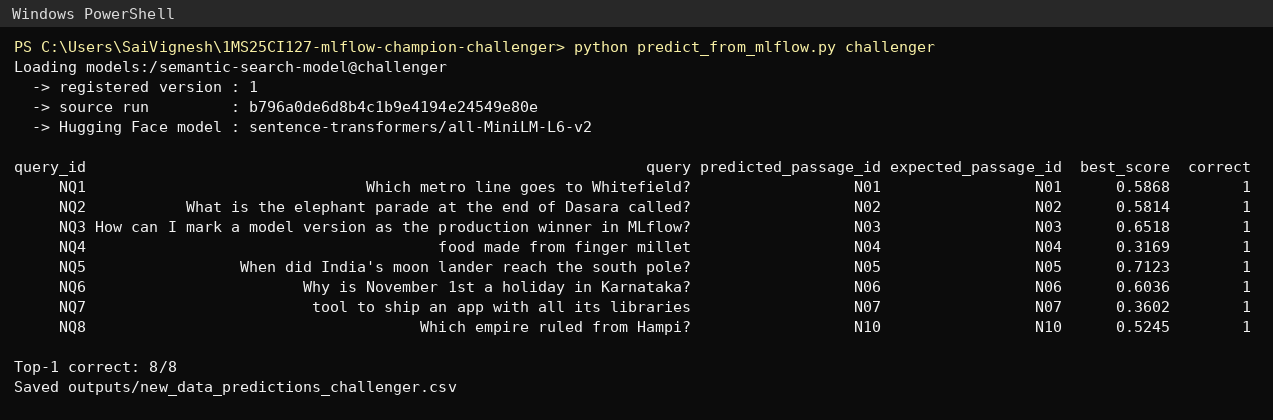 Windows PowerShell
PS C:\Users\SaiVignesh\1MS25CI127-mlflow-champion-challenger> python predict_from_mlflow.py challenger
Loading models:/semantic-search-model@challenger
  -> registered version : 1
  -> source run         : b796a0de6d8b4c1b9e4194e24549e80e
  -> Hugging Face model : sentence-transformers/all-MiniLM-L6-v2
query_id query predicted_passage_id expected_passage_id best_score correct
NQ1 Which metro line goes to Whitefield? N01 N01 0.5868 1
NQ2 What is the elephant parade at the end of Dasara called? N02 N02 0.5814 1
NQ3 How can I mark a model version as the production winner in MLflow? N03 N03 0.6518 1
NQ4 food made from finger millet N04 N04 0.3169 1
NQ5 When did India's moon lander reach the south pole? N05 N05 0.7123 1
NQ6 Why is November 1st a holiday in Karnataka? N06 N06 0.6036 1
NQ7 tool to ship an app with all its libraries N07 N07 0.3602 1
NQ8 Which empire ruled from Hampi? N10 N10 0.5245 1
Top-1 correct: 8/8
Saved outputs/new_data_predictions_challenger.csv